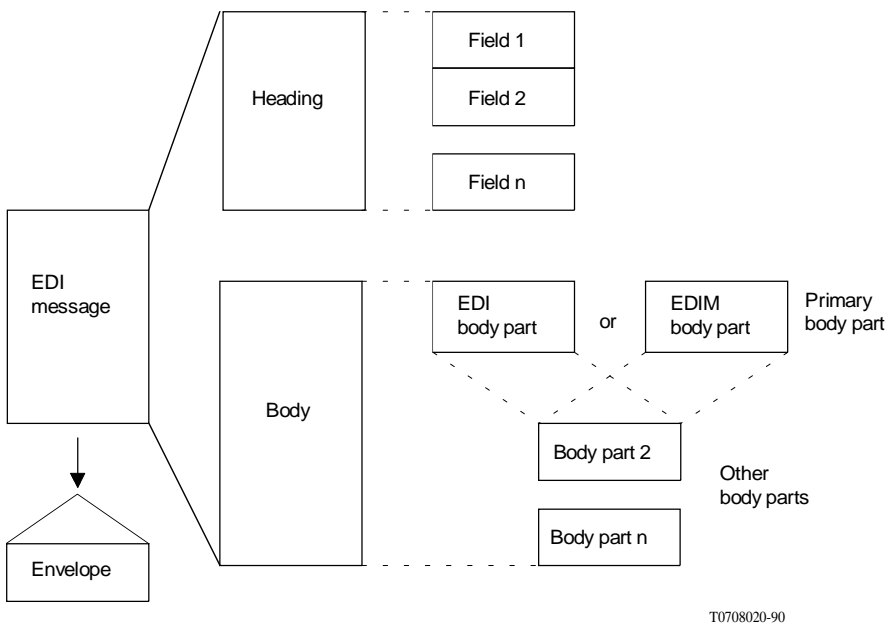 Field 1
Heading
Field 2
Field n
EDI
message
EDI
body part
or
EDIM
body part
Primary
body part
Body
Body part 2
Other
body parts
Body part n
Envelope
T0708020-90